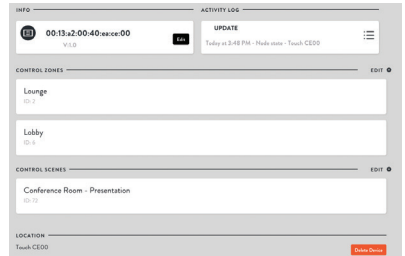 INFO
ACTIVITY LOG
00:13:a2:00:40:ea:ce:00
V:1.0
Edit
UPDATE
Today at 3:48 PM - Node state - Touch CE00
CONTROL ZONES
EDIT
Lounge
ID: 2
Lobby
ID: 6
CONTROL SCENES
EDIT
Conference Room - Presentation
LOCATION
Touch CE00
Delete Device